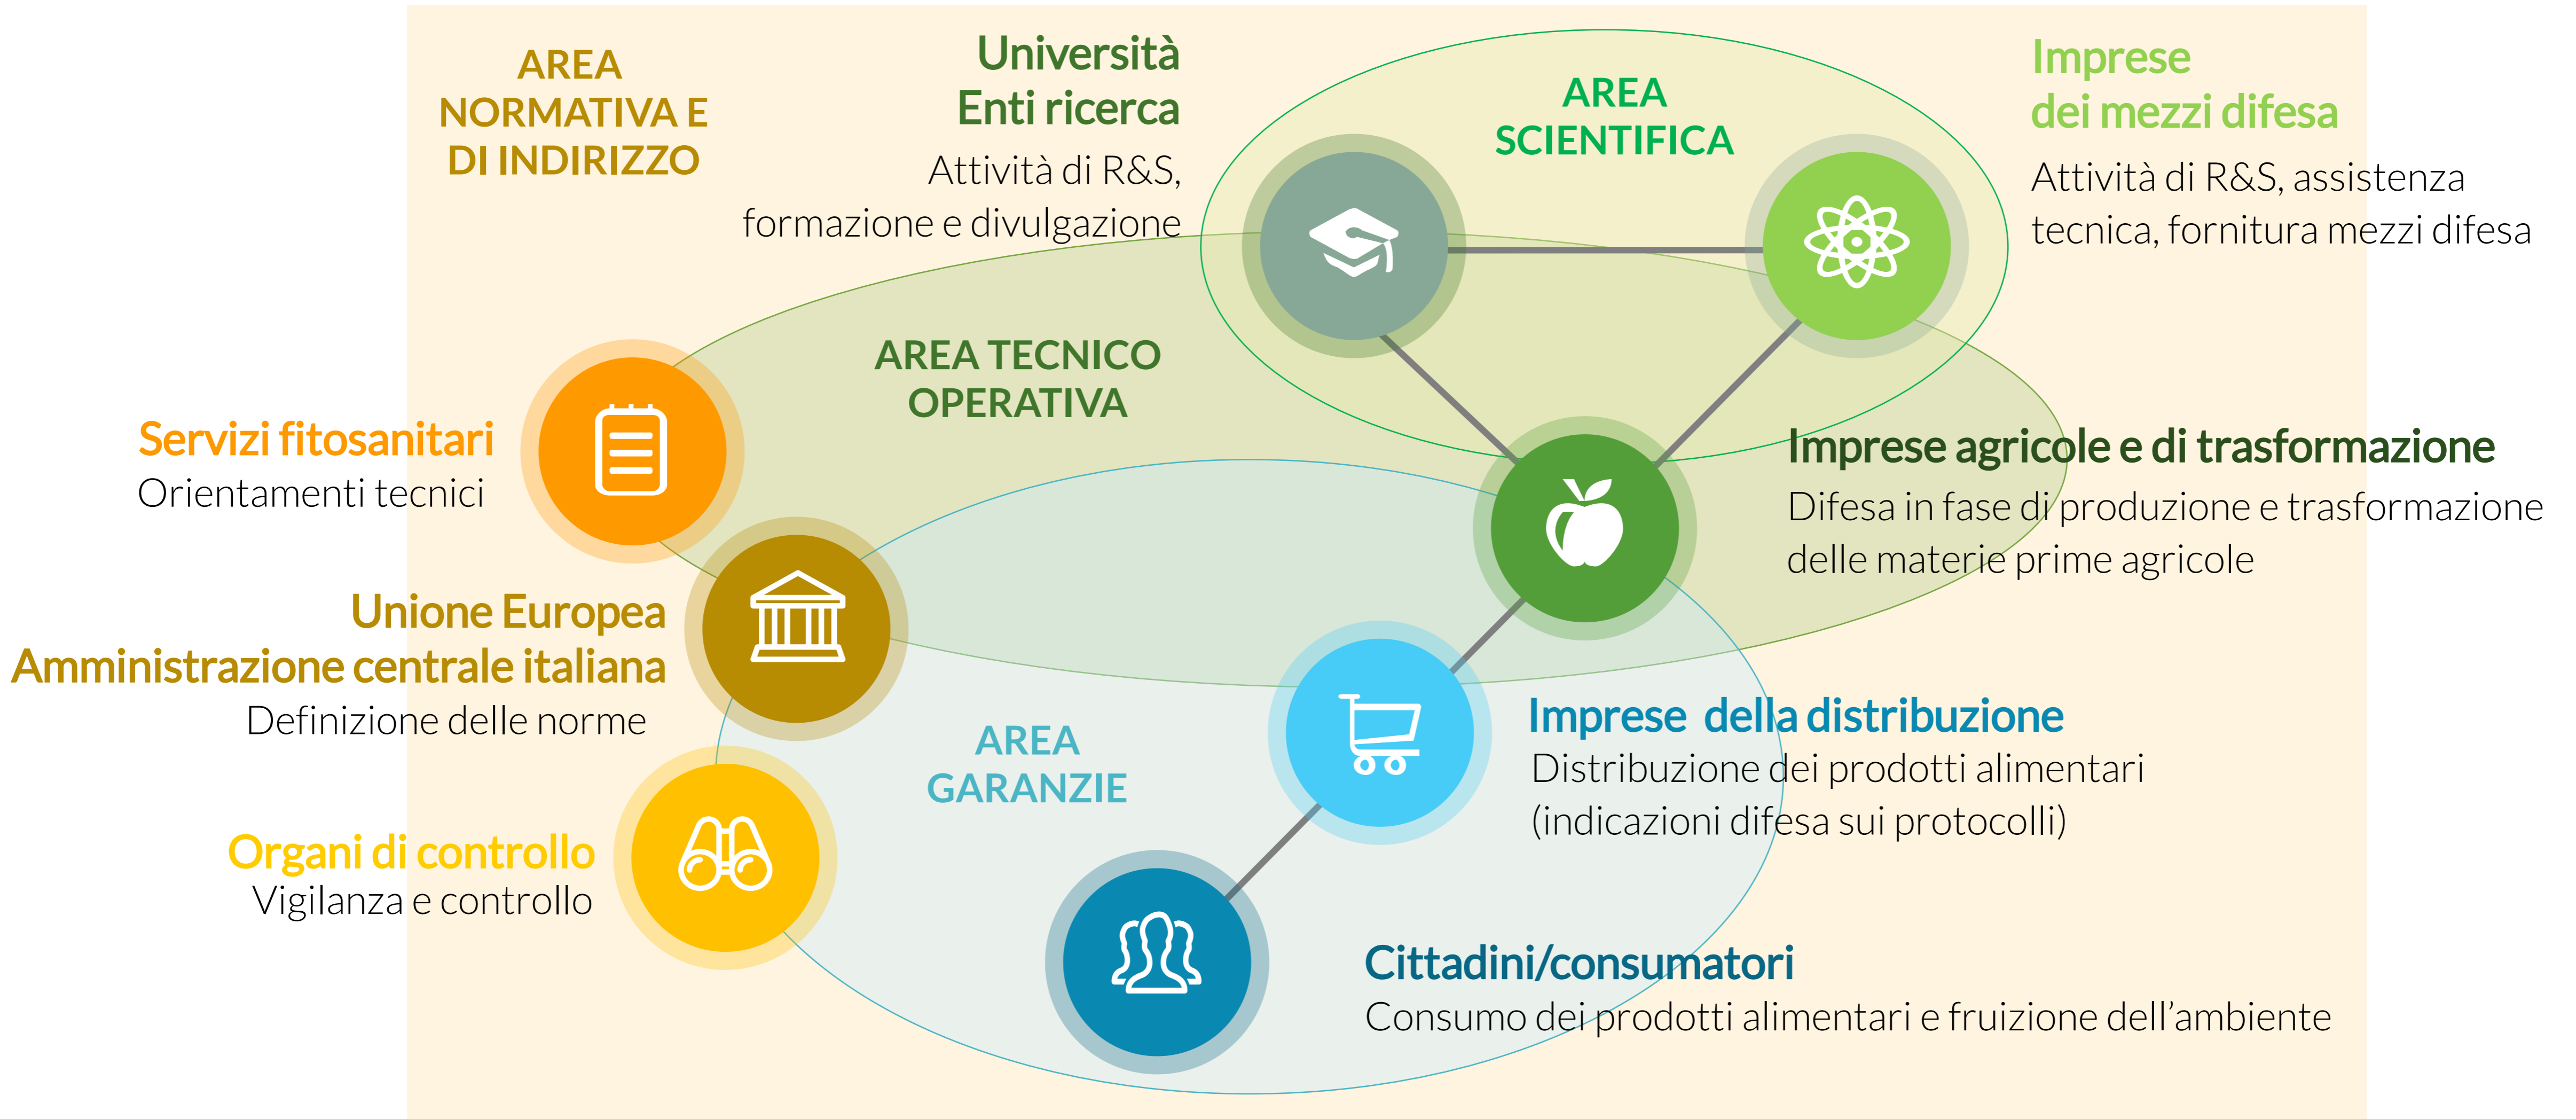 AREA
NORMATIVA E
DI INDIRIZZO
Università
Enti ricerca
Attività di R&S,
formazione e divulgazione
AREA
SCIENTIFICA
Imprese
dei mezzi difesa
Attività di R&S, assistenza
tecnica, fornitura mezzi difesa
AREA TECNICO
OPERATIVA
Servizi fitosanitari
Orientamenti tecnici
Imprese agricole e di trasformazione
Difesa in fase di produzione e trasformazione
delle materie prime agricole
Unione Europea
Amministrazione centrale italiana
Definizione delle norme
AREA
GARANZIE
Imprese della distribuzione
Distribuzione dei prodotti alimentari
(indicazioni difesa sui protocolli)
Organi di controllo
Vigilanza e controllo
Cittadini/consumatori
Consumo dei prodotti alimentari e fruizione dell’ambiente